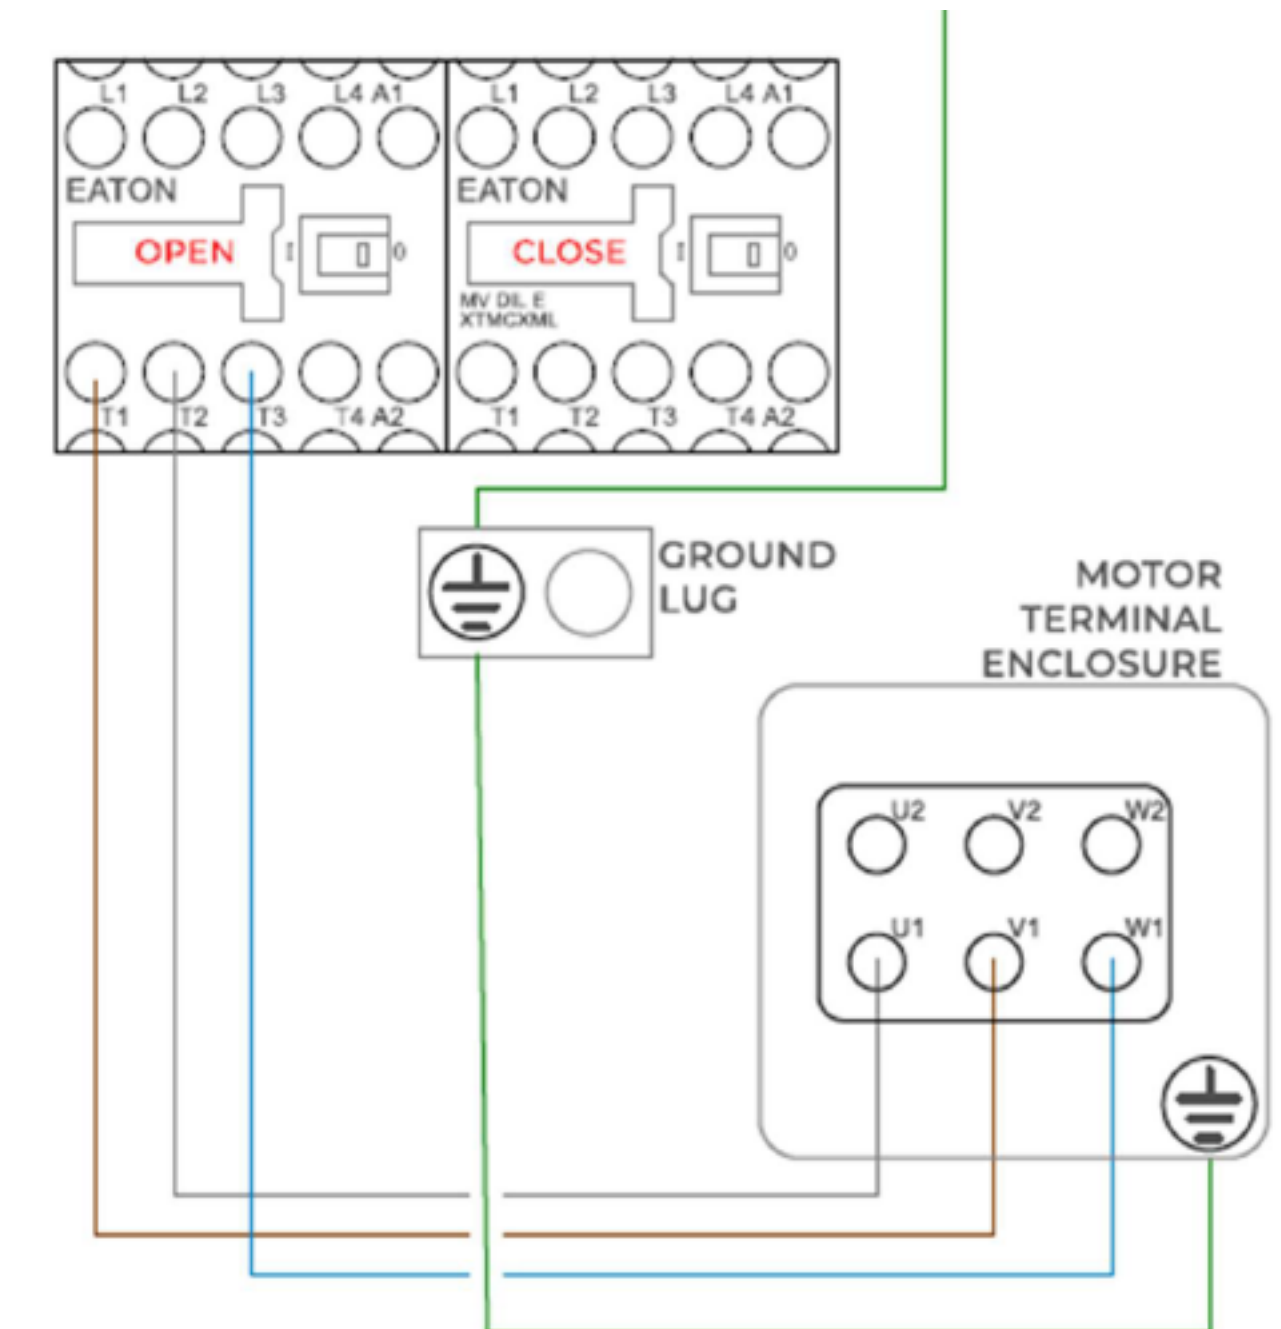 L1 L2 L3 L4 A1 L1 L2 L3 L4 A1
EATON EATON
OPEN I 0 CLOSE I 0
MV DIL E
XTMCXML
T1 T2 T3 T4 A2 T1 T2 T3 T4 A2
GROUND
LUG
MOTOR
TERMINAL
ENCLOSURE
U2 V2 W2
U1 V1 W1